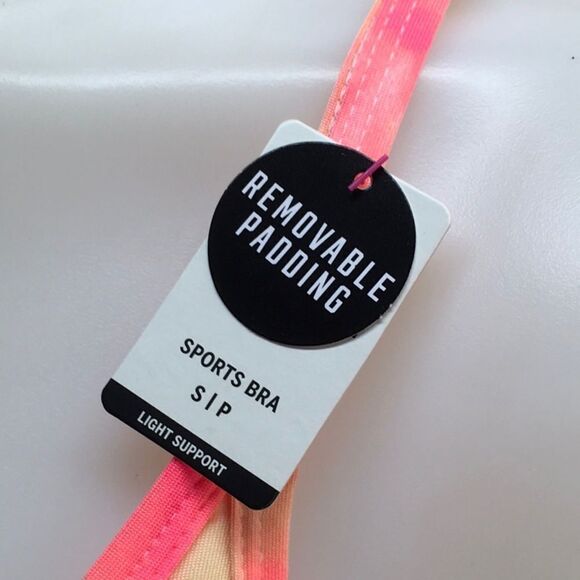 REMOVABLE
PADDING
SPORTS BRA
S | P
LIGHT SUPPORT